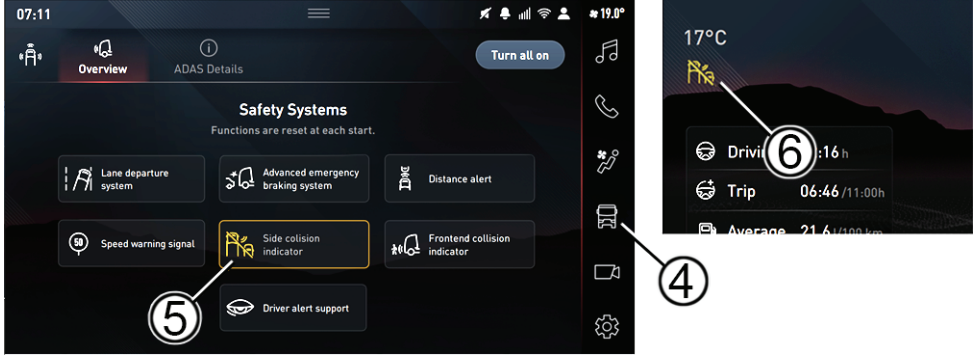 07:11
19.0°
Overview
ADAS Details
Turn all on
Safety Systems
Functions are reset at each start.
Lane departure
system
Advanced emergency
braking system
Distance alert
50
Speed warning signal
Side colision
indicator
Frontend collision
indicator
Driver alert support
5
4
17°C
6
:16 h
Trip 06:46 /11:00h
Average 21.6